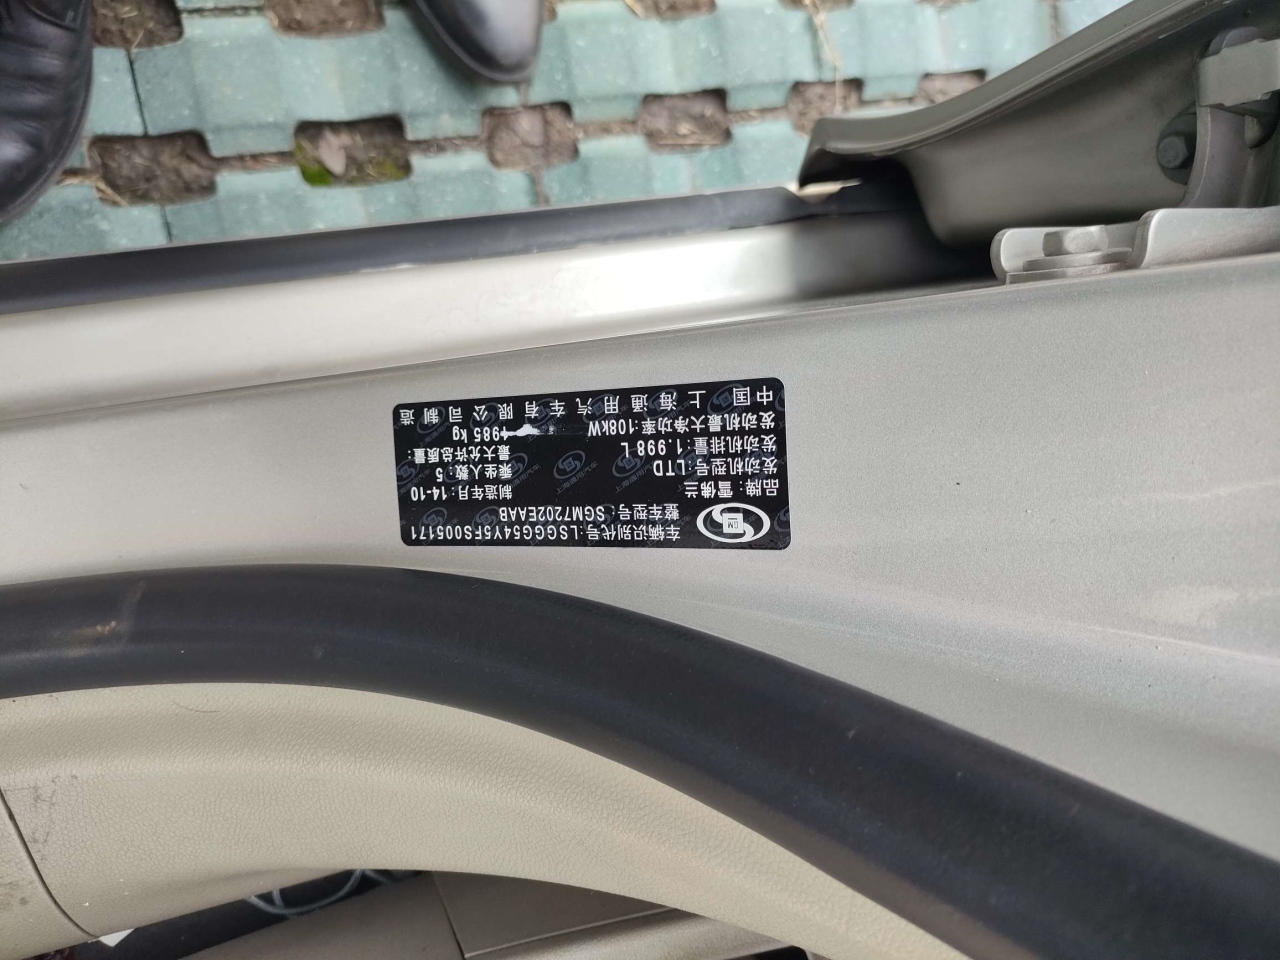 GM
车辆识别代号:LSGGG54Y5FS005171
整车型号:SGM7202EAAB
品牌:雪佛兰 制造年月:14-10
发动机型号:LTD 乘坐人数:5
发动机排量:1.998 L 最大允许总质量:
发动机最大净功率:108kW 985 kg
中国 上海通用汽车有限公司制造